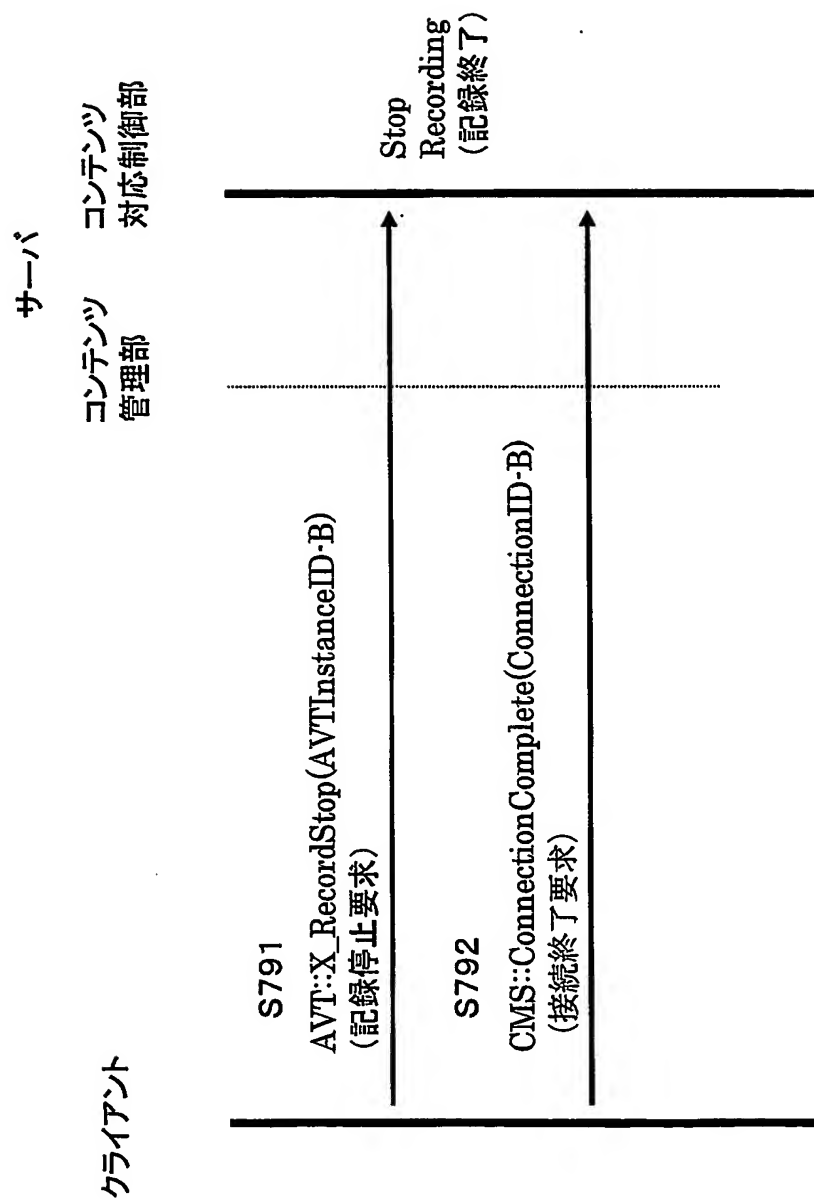 サーバ
クライアント
コンテンツ
管理部
コンテンツ
対応制御部
S791
AVT::X_RecordStop(AVTInstanceID-B)
(記録停止要求)
Stop
Recording
(記録終了)
S792
CMS::ConnectionComplete(ConnectionID-B)
(接続終了要求)